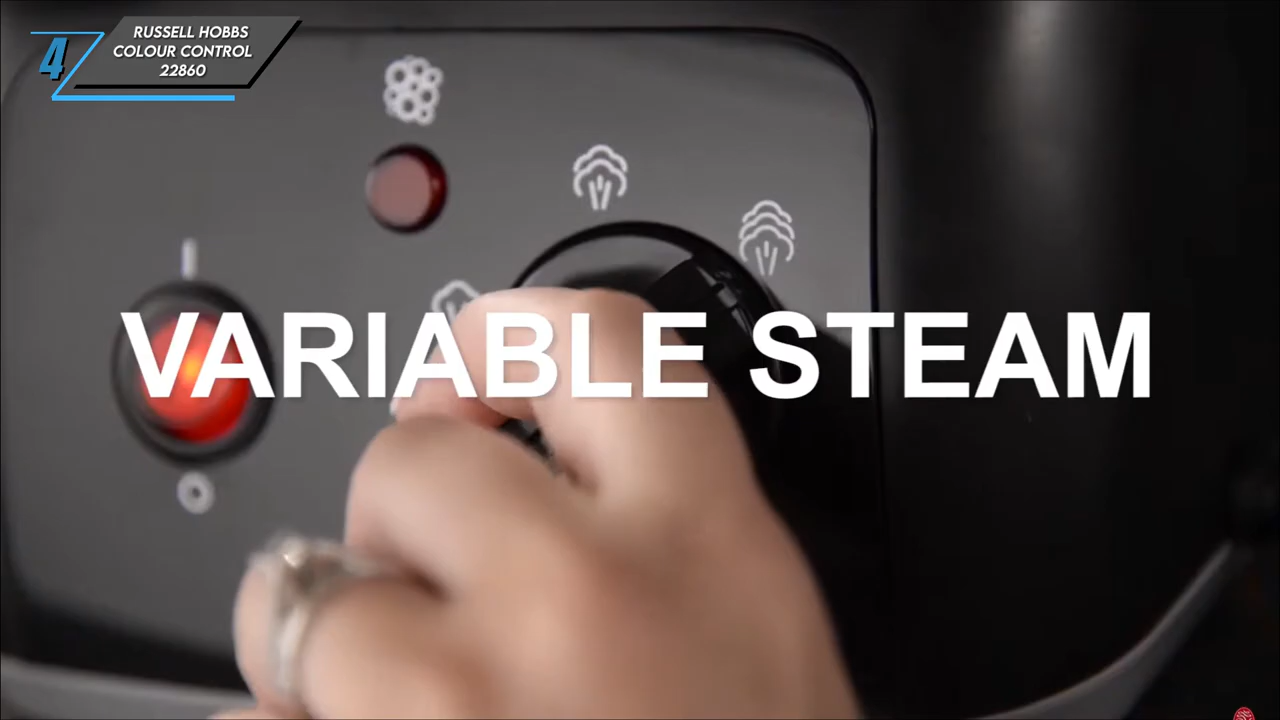 4
RUSSELL HOBBS
COLOUR CONTROL
22860
VARIABLE STEAM